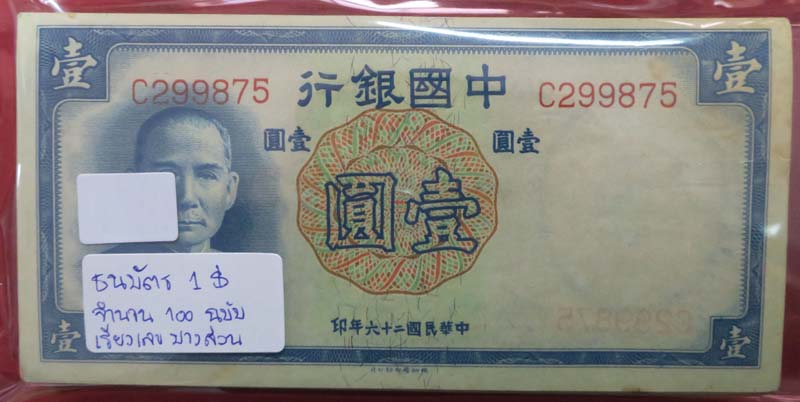 壹
壹
C299875
行銀國中
C299875
圓壹
圓壹
圓壹
印年六十二國民華中
壹
壹
ธนบัตร 1 $
จำนวน 100 ฉบับ
เรียงเลข บางส่วน
C299875